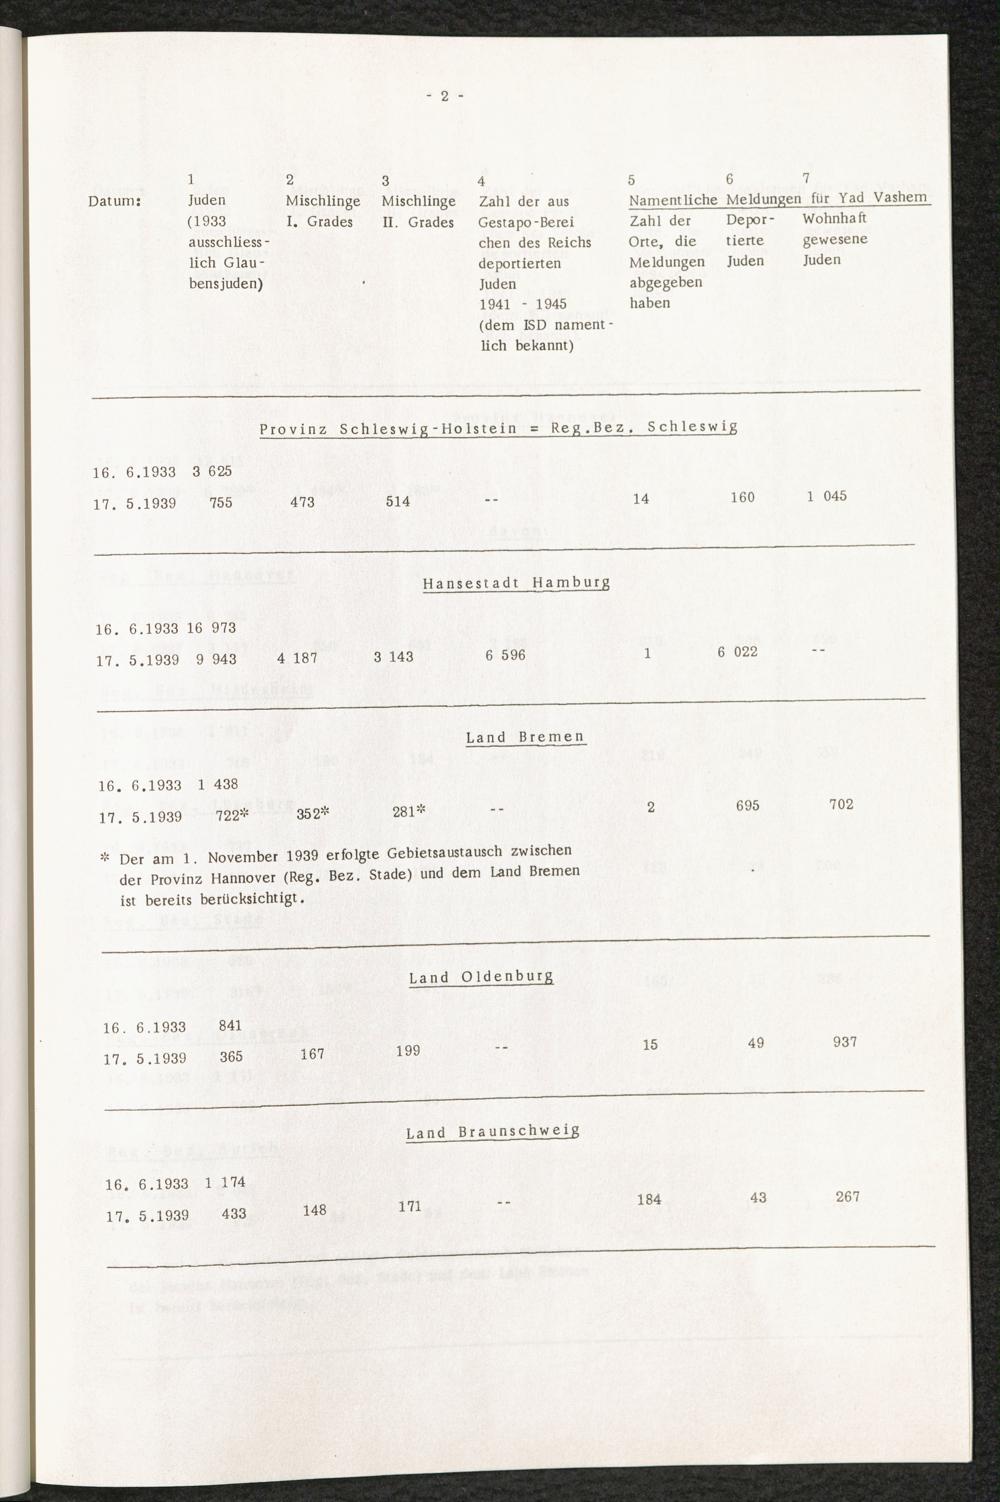 - 2 -
1 2 3 4 5 6 7
Datum: Juden Mischlinge Mischlinge Zahl der aus Namentliche Meldungen für Yad Vashem
(1933 I. Grades II. Grades Gestapo-Berei Zahl der Depor- Wohnhaft
ausschliess- chen des Reichs Orte, die tierte gewesene
lich Glau- deportierten Meldungen Juden Juden
bensjuden) Juden abgegeben
1941 - 1945 haben
(dem ISD nament-
lich bekannt)
Provinz Schleswig-Holstein = Reg.Bez. Schleswig
16. 6.1933 3 625
17. 5.1939 755 473 514 -- 14 160 1 045
Hansestadt Hamburg
16. 6.1933 16 973
17. 5.1939 9 943 4 187 3 143 6 596 1 6 022 --
Land Bremen
16. 6.1933 1 438
17. 5.1939 722* 352* 281* -- 2 695 702
* Der am 1. November 1939 erfolgte Gebietsaustausch zwischen
der Provinz Hannover (Reg. Bez. Stade) und dem Land Bremen
ist bereits berücksichtigt.
Land Oldenburg
16. 6.1933 841
17. 5.1939 365 167 199 -- 15 49 937
Land Braunschweig
16. 6.1933 1 174
17. 5.1939 433 148 171 -- 184 43 267